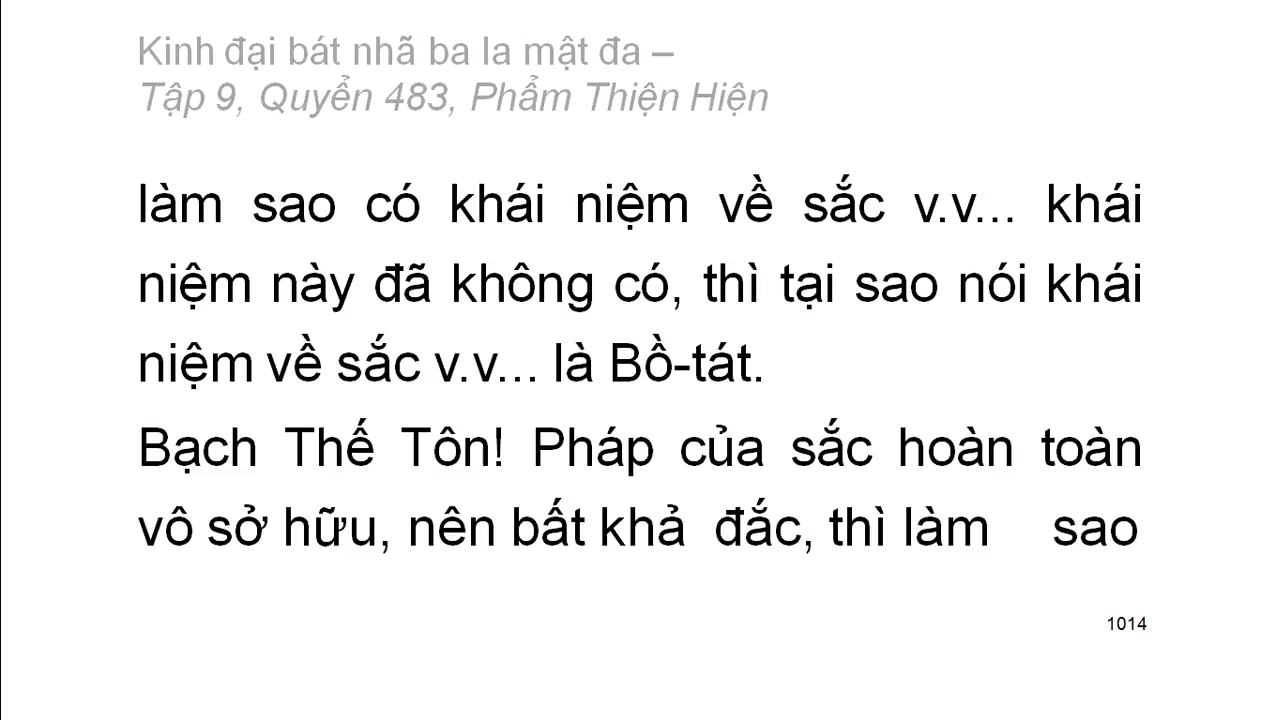 Kinh đại bát nhã ba la mật đa –
Tập 9, Quyển 483, Phẩm Thiện Hiện
làm sao có khái niệm về sắc v.v... khái
niệm này đã không có, thì tại sao nói khái
niệm về sắc v.v... là Bồ-tát.
Bạch Thế Tôn! Pháp của sắc hoàn toàn
vô sở hữu, nên bất khả đắc, thì làm sao
1014